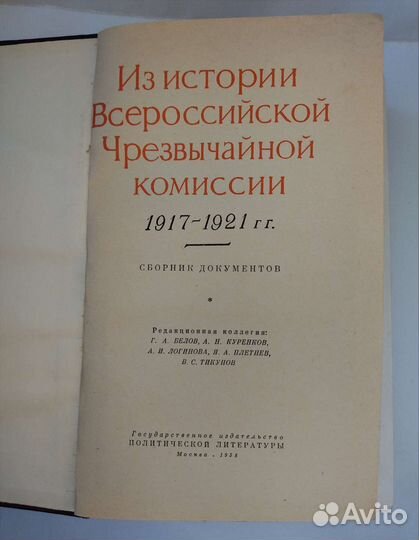 Из истории
Всероссийской
Чрезвычайной
комиссии
1917-1921 гг.
СБОРНИК ДОКУМЕНТОВ
*
Редакционная коллегия:
Г. А. БЕЛОВ, А. Н. КУРЕНКОВ,
А. И. ЛОГИНОВА, Я. А. ПЛЕТНЕВ,
В. С. ТИКУНОВ
Государственное издательство
ПОЛИТИЧЕСКОЙ ЛИТЕРАТУРЫ
Москва • 1958
Avito